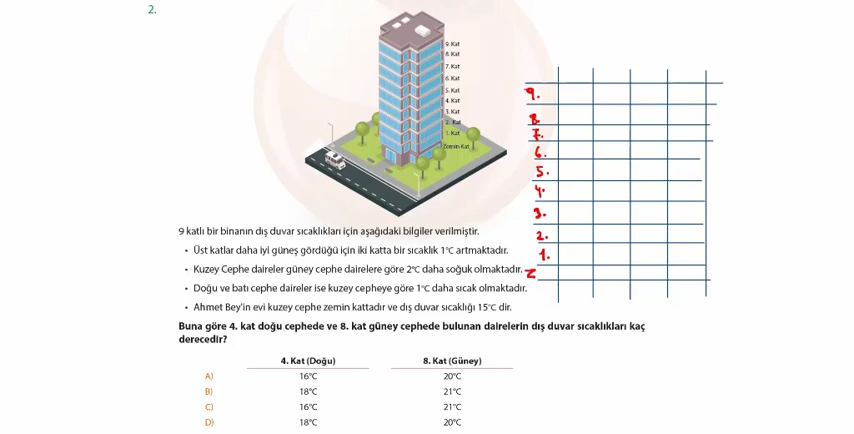 2.
9. Kat
8. Kat
7. Kat
6. Kat
5. Kat
4. Kat
3. Kat
2. Kat
1. Kat
Zemin Kat
9.
8.
7.
6.
5.
4.
3.
2.
1.
Z
9 katlı bir binanın dış duvar sıcaklıkları için aşağıdaki bilgiler verilmiştir.
• Üst katlar daha iyi güneş gördüğü için iki katta bir sıcaklık 1°C artmaktadır.
• Kuzey Cephe daireler güney cephe dairelere göre 2°C daha soğuk olmaktadır.
• Doğu ve batı cephe daireler ise kuzey cepheye göre 1°C daha sıcak olmaktadır.
• Ahmet Bey'in evi kuzey cephe zemin kattadır ve dış duvar sıcaklığı 15°C dir.
Buna göre 4. kat doğu cephede ve 8. kat güney cephede bulunan dairelerin dış duvar sıcaklıkları kaç
derecedir?
4. Kat (Doğu) 8. Kat (Güney)
A) 16°C 20°C
B) 18°C 21°C
C) 16°C 21°C
D) 18°C 20°C